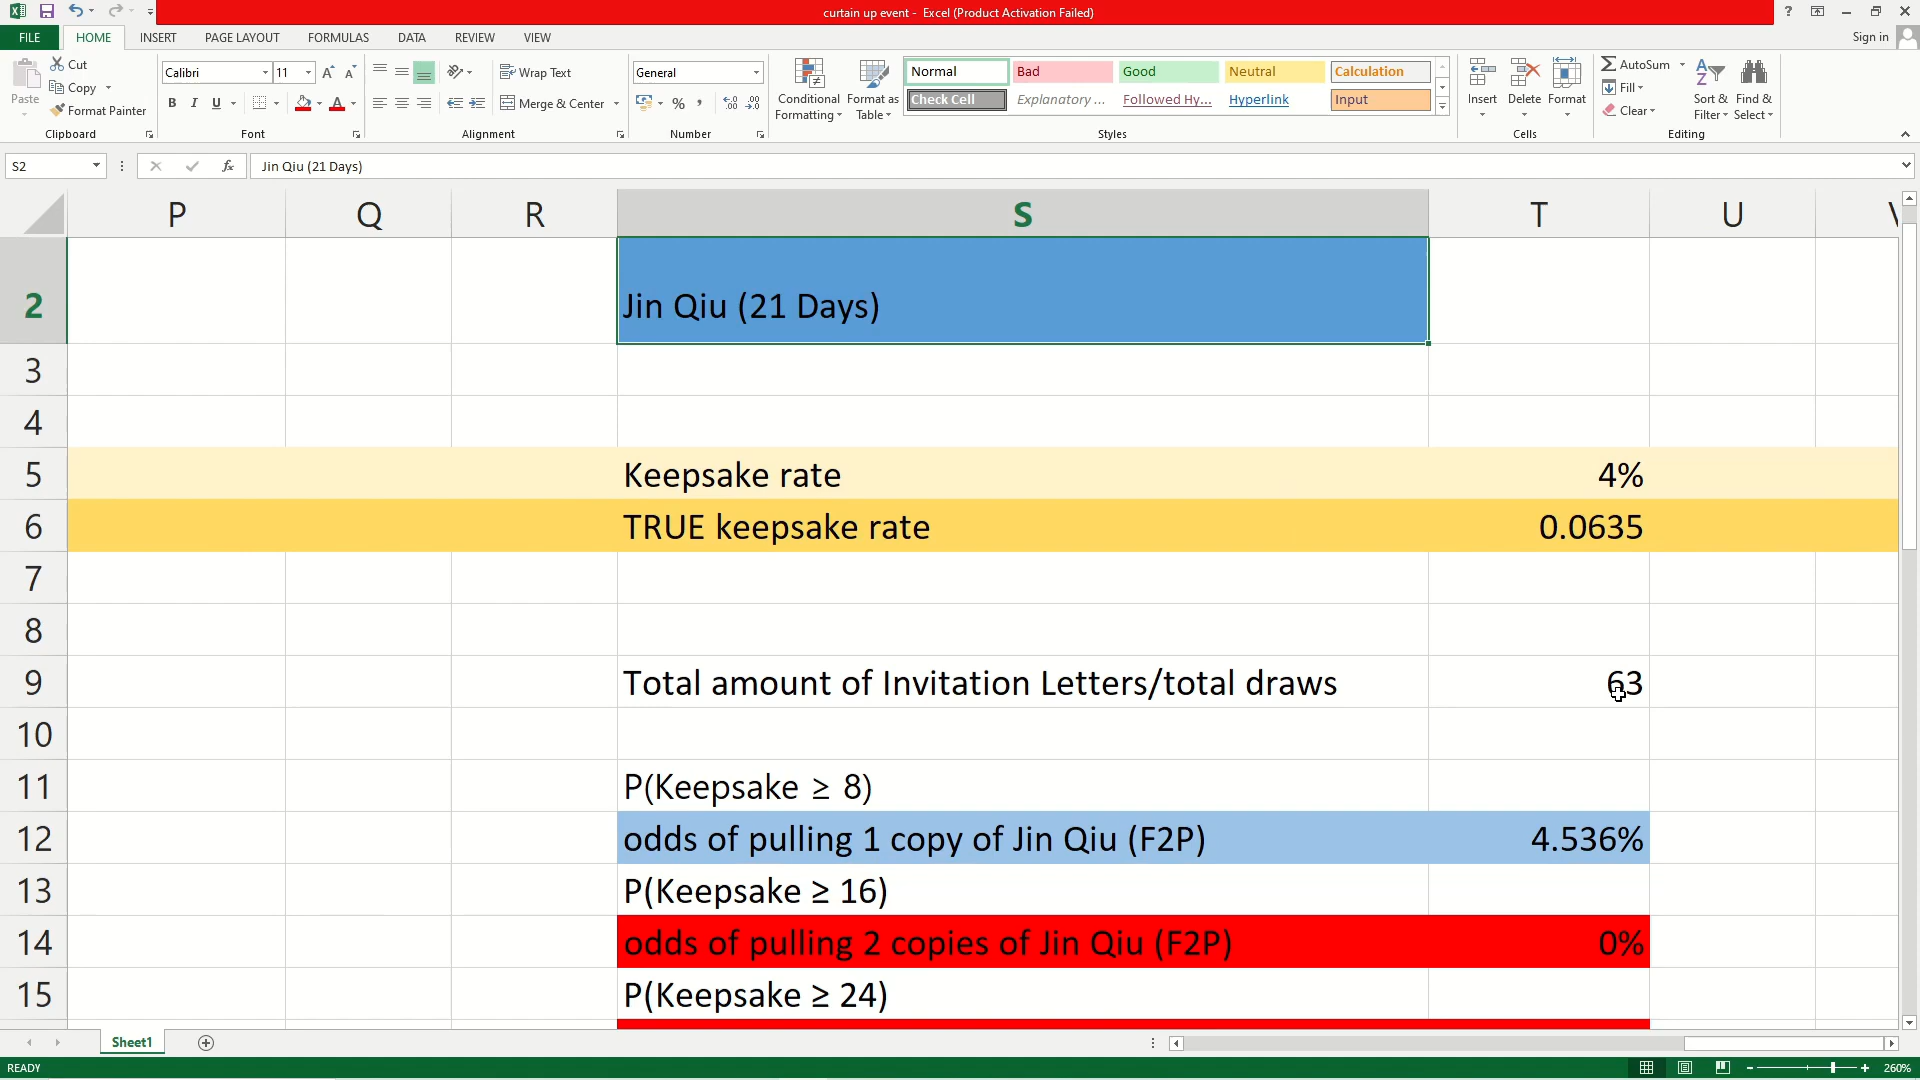 curtain up event - Excel (Product Activation Failed)
FILE HOME INSERT PAGE LAYOUT FORMULAS DATA REVIEW VIEW Sign in
Paste
Cut
Copy
Format Painter
Clipboard
Calibri 11
B I U
Font
Wrap Text
Merge & Center
Alignment
General
%
Number
Conditional Formatting
Format as Table
Normal Bad Good Neutral Calculation
Check Cell Explanatory ... Followed Hy... Hyperlink Input
Styles
Insert Delete Format
Cells
AutoSum
Fill
Clear
Sort & Filter
Find & Select
Editing
S2 fx Jin Qiu (21 Days)
P Q R S T U
2 Jin Qiu (21 Days)
3
4
5 Keepsake rate 4%
6 TRUE keepsake rate 0.0635
7
8
9 Total amount of Invitation Letters/total draws 63
10
11 P(Keepsake ≥ 8)
12 odds of pulling 1 copy of Jin Qiu (F2P) 4.536%
13 P(Keepsake ≥ 16)
14 odds of pulling 2 copies of Jin Qiu (F2P) 0%
15 P(Keepsake ≥ 24)
Sheet1
READY 260%